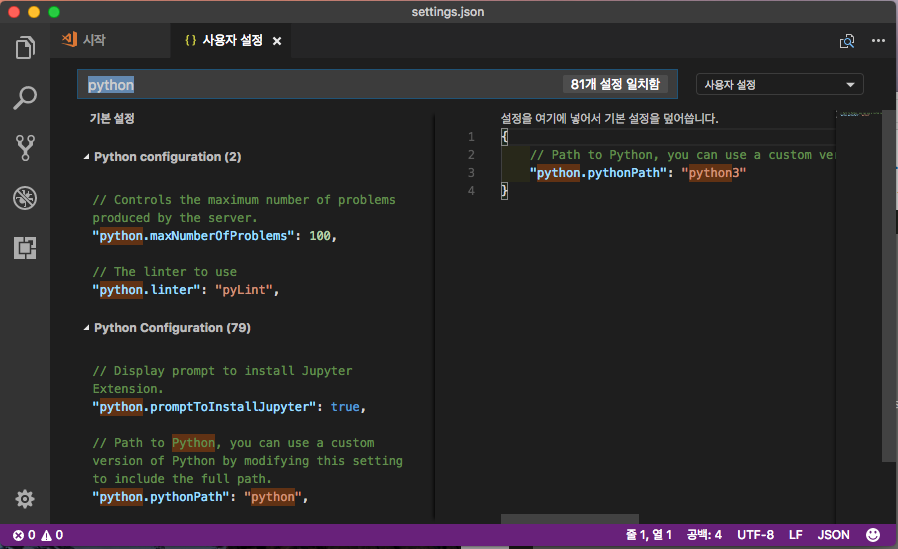 settings.json
시작
{ } 사용자 설정 ×
python
81개 설정 일치함
사용자 설정
기본 설정
Python configuration (2)
// Controls the maximum number of problems
produced by the server.
"python.maxNumberOfProblems": 100,
// The linter to use
"python.linter": "pyLint",
Python Configuration (79)
// Display prompt to install Jupyter
Extension.
"python.promptToInstallJupyter": true,
// Path to Python, you can use a custom
version of Python by modifying this setting
to include the full path.
"python.pythonPath": "python",
설정을 여기에 넣어서 기본 설정을 덮어씁니다.
1 {
2 // Path to Python, you can use a custom ver
3 "python.pythonPath": "python3"
4 }
0 0
줄 1, 열 1 공백: 4 UTF-8 LF JSON